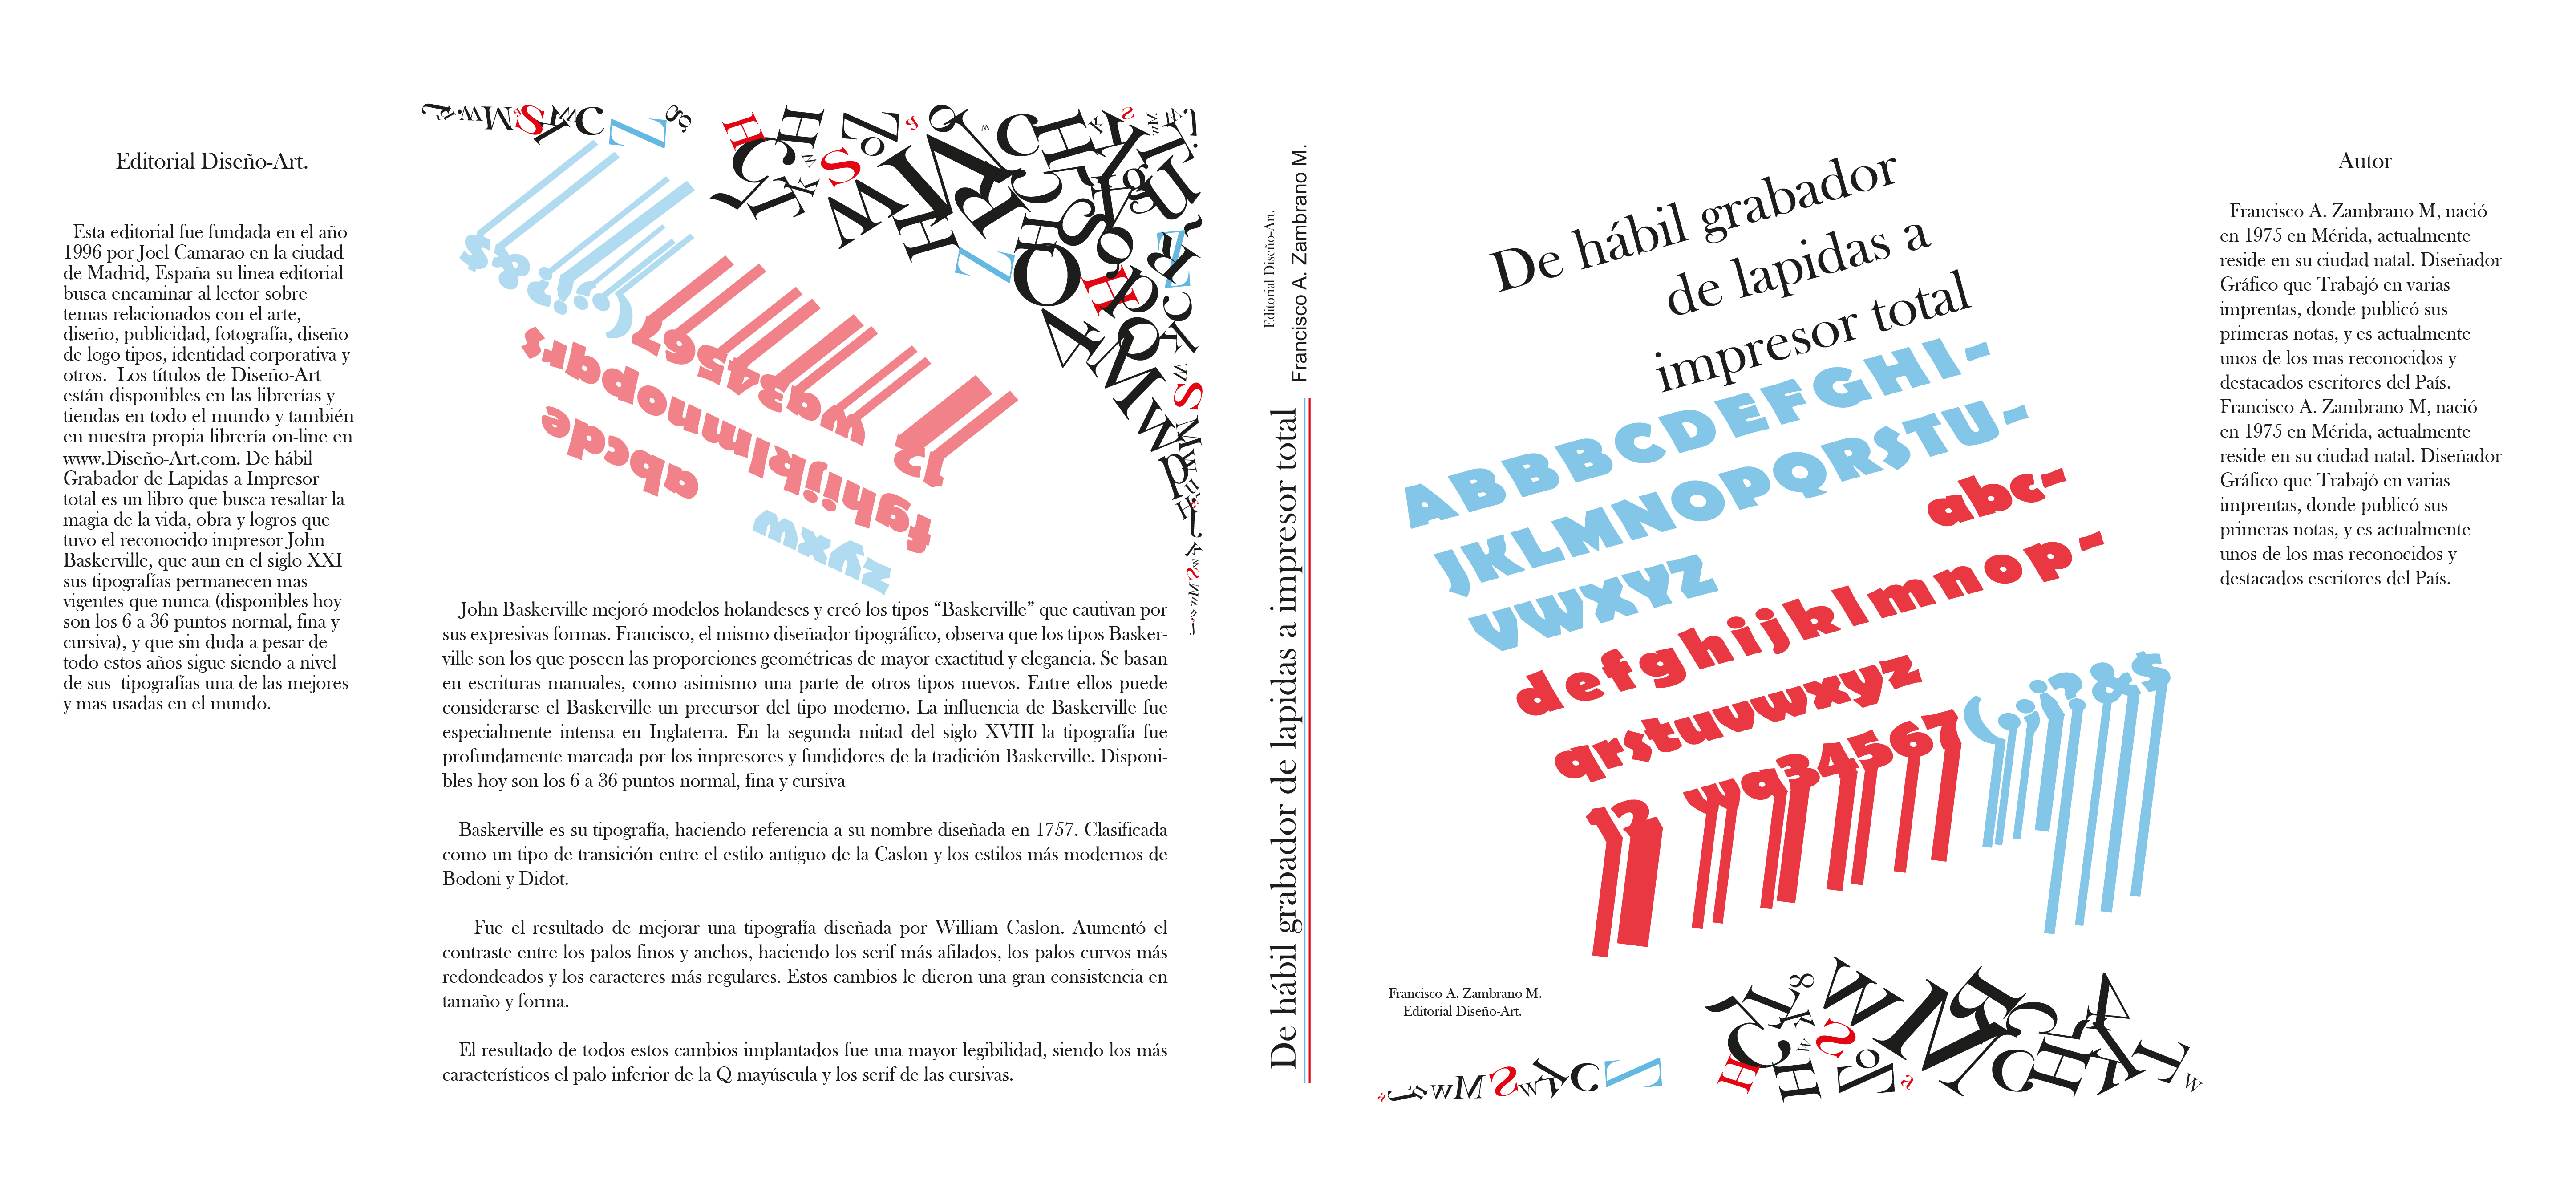 Editorial Diseño-Art.
Esta editorial fue fundada en el año
1996 por Joel Camarao en la ciudad
de Madrid, España su linea editorial
busca encaminar al lector sobre
temas relacionados con el arte,
diseño, publicidad, fotografía, diseño
de logo tipos, identidad corporativa y
otros.  Los títulos de Diseño-Art
están disponibles en las librerías y
tiendas en todo el mundo y también
en nuestra propia librería on-line en
www.Diseño-Art.com. De hábil
Grabador de Lapidas a Impresor
total es un libro que busca resaltar la
magia de la vida, obra y logros que
tuvo el reconocido impresor John
Baskerville, que aun en el siglo XXI
sus tipografías permanecen mas
vigentes que nunca (disponibles hoy
son los 6 a 36 puntos normal, fina y
cursiva), y que sin duda a pesar de
todo estos años sigue siendo a nivel
de sus  tipografías una de las mejores
y mas usadas en el mundo.
abcde
fghijklmnopqrs
12 wq34567
zyxw
John Baskerville mejoró modelos holandeses y creó los tipos “Baskerville” que cautivan por
sus expresivas formas. Francisco, el mismo diseñador tipográfico, observa que los tipos Basker-
ville son los que poseen las proporciones geométricas de mayor exactitud y elegancia. Se basan
en escrituras manuales, como asimismo una parte de otros tipos nuevos. Entre ellos puede
considerarse el Baskerville un precursor del tipo moderno. La influencia de Baskerville fue
especialmente intensa en Inglaterra. En la segunda mitad del siglo XVIII la tipografía fue
profundamente marcada por los impresores y fundidores de la tradición Baskerville. Disponi-
bles hoy son los 6 a 36 puntos normal, fina y cursiva
Baskerville es su tipografía, haciendo referencia a su nombre diseñada en 1757. Clasificada
como un tipo de transición entre el estilo antiguo de la Caslon y los estilos más modernos de
Bodoni y Didot.
Fue el resultado de mejorar una tipografía diseñada por William Caslon. Aumentó el
contraste entre los palos finos y anchos, haciendo los serif más afilados, los palos curvos más
redondeados y los caracteres más regulares. Estos cambios le dieron una gran consistencia en
tamaño y forma.
El resultado de todos estos cambios implantados fue una mayor legibilidad, siendo los más
característicos el palo inferior de la Q mayúscula y los serif de las cursivas.
Editorial Diseño-Art.
Francisco A. Zambrano M.
De hábil grabador de lapidas a impresor total
De hábil grabador
de lapidas a
impresor total
ABBBCDEFGHI-
JKLMNOPQRSTU-
VWXYZ
abc-
defghijklmnop-
qrstuvwxyz
12 wq34567(,;¡?&$
Francisco A. Zambrano M.
Editorial Diseño-Art.
Autor
Francisco A. Zambrano M, nació
en 1975 en Mérida, actualmente
reside en su ciudad natal. Diseñador
Gráfico que Trabajó en varias
imprentas, donde publicó sus
primeras notas, y es actualmente
unos de los mas reconocidos y
destacados escritores del País.
Francisco A. Zambrano M, nació
en 1975 en Mérida, actualmente
reside en su ciudad natal. Diseñador
Gráfico que Trabajó en varias
imprentas, donde publicó sus
primeras notas, y es actualmente
unos de los mas reconocidos y
destacados escritores del País.